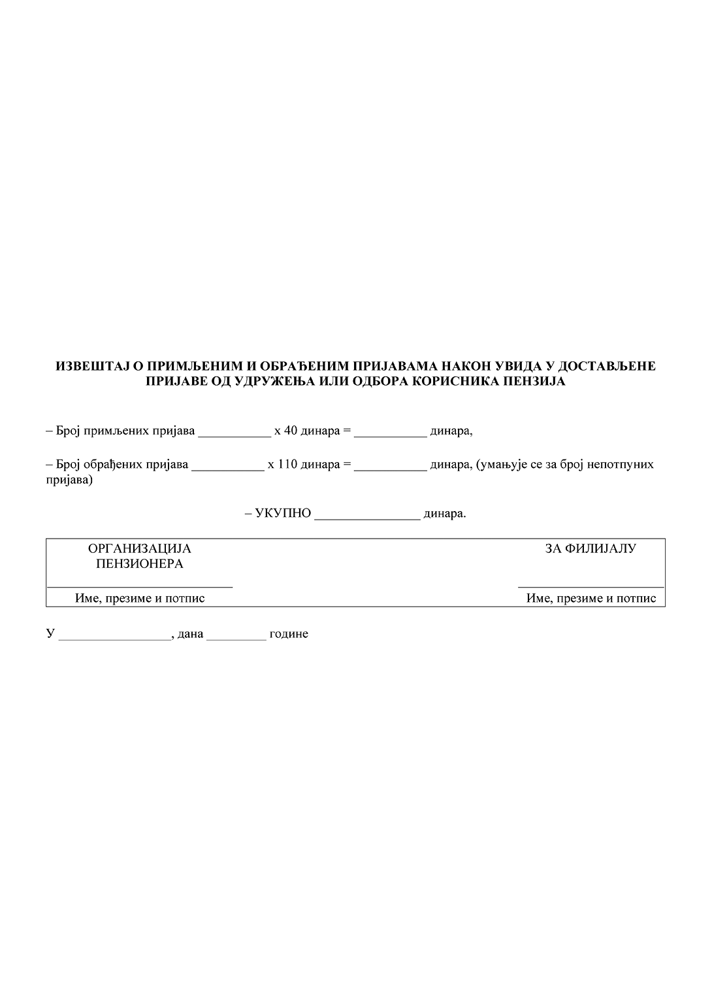 ИЗВЕШТАЈ О ПРИМЉЕНИМ И ОБРАЂЕНИМ ПРИЈАВАМА НАКОН УВИДА У ДОСТАВЉЕНЕ
ПРИЈАВЕ ОД УДРУЖЕЊА ИЛИ ОДБОРА КОРИСНИКА ПЕНЗИЈА
– Број примљених пријава ___________ х 40 динара = ___________ динара,
– Број обрађених пријава ___________ х 110 динара = ___________ динара, (умањује се за број непотпуних
пријава)
– УКУПНО ________________ динара.
ОРГАНИЗАЦИЈА
ПЕНЗИОНЕРА
Име, презиме и потпис
ЗА ФИЛИЈАЛУ
Име, презиме и потпис
У _________________, дана _________ године